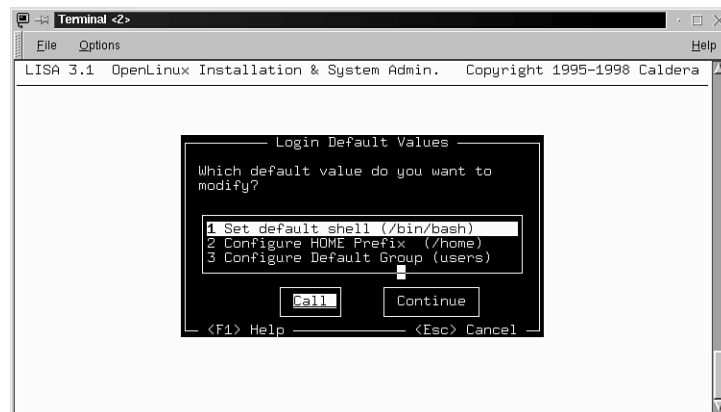 Terminal <2>
File Options Help
LISA 3.1 OpenLinux Installation & System Admin. Copyright 1995-1998 Caldera
Login Default Values
Which default value do you want to
modify?
1 Set default shell (/bin/bash)
2 Configure HOME Prefix (/home)
3 Configure Default Group (users)
Call Continue
<F1> Help <Esc> Cancel